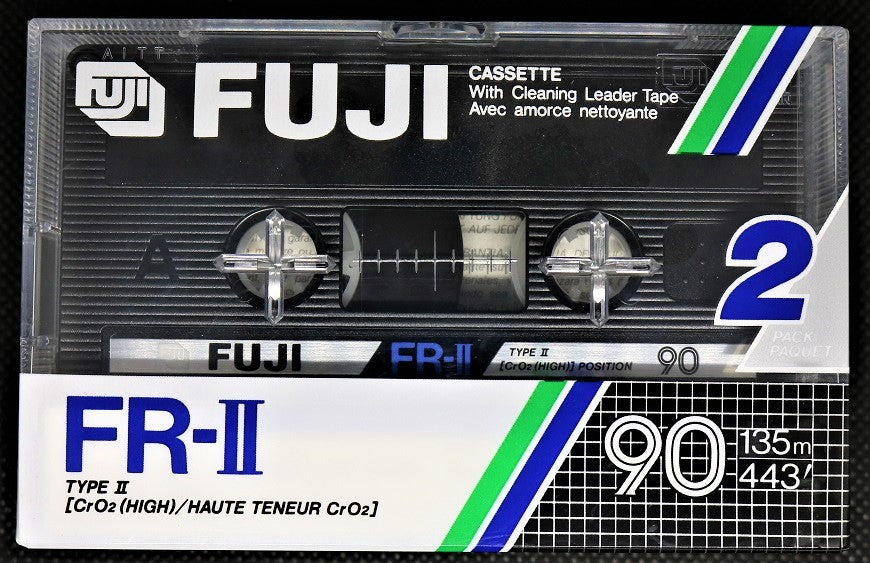 FUJI
FUJI
CASSETTE
With Cleaning Leader Tape
Avec amorce nettoyante
A
2
PACK
PAQUET
FUJI
FR-II
TYPE II
[CrO2 (HIGH)] POSITION
90
FR-II
TYPE II
[CrO2 (HIGH)/HAUTE TENEUR CrO2]
90
135m
443'